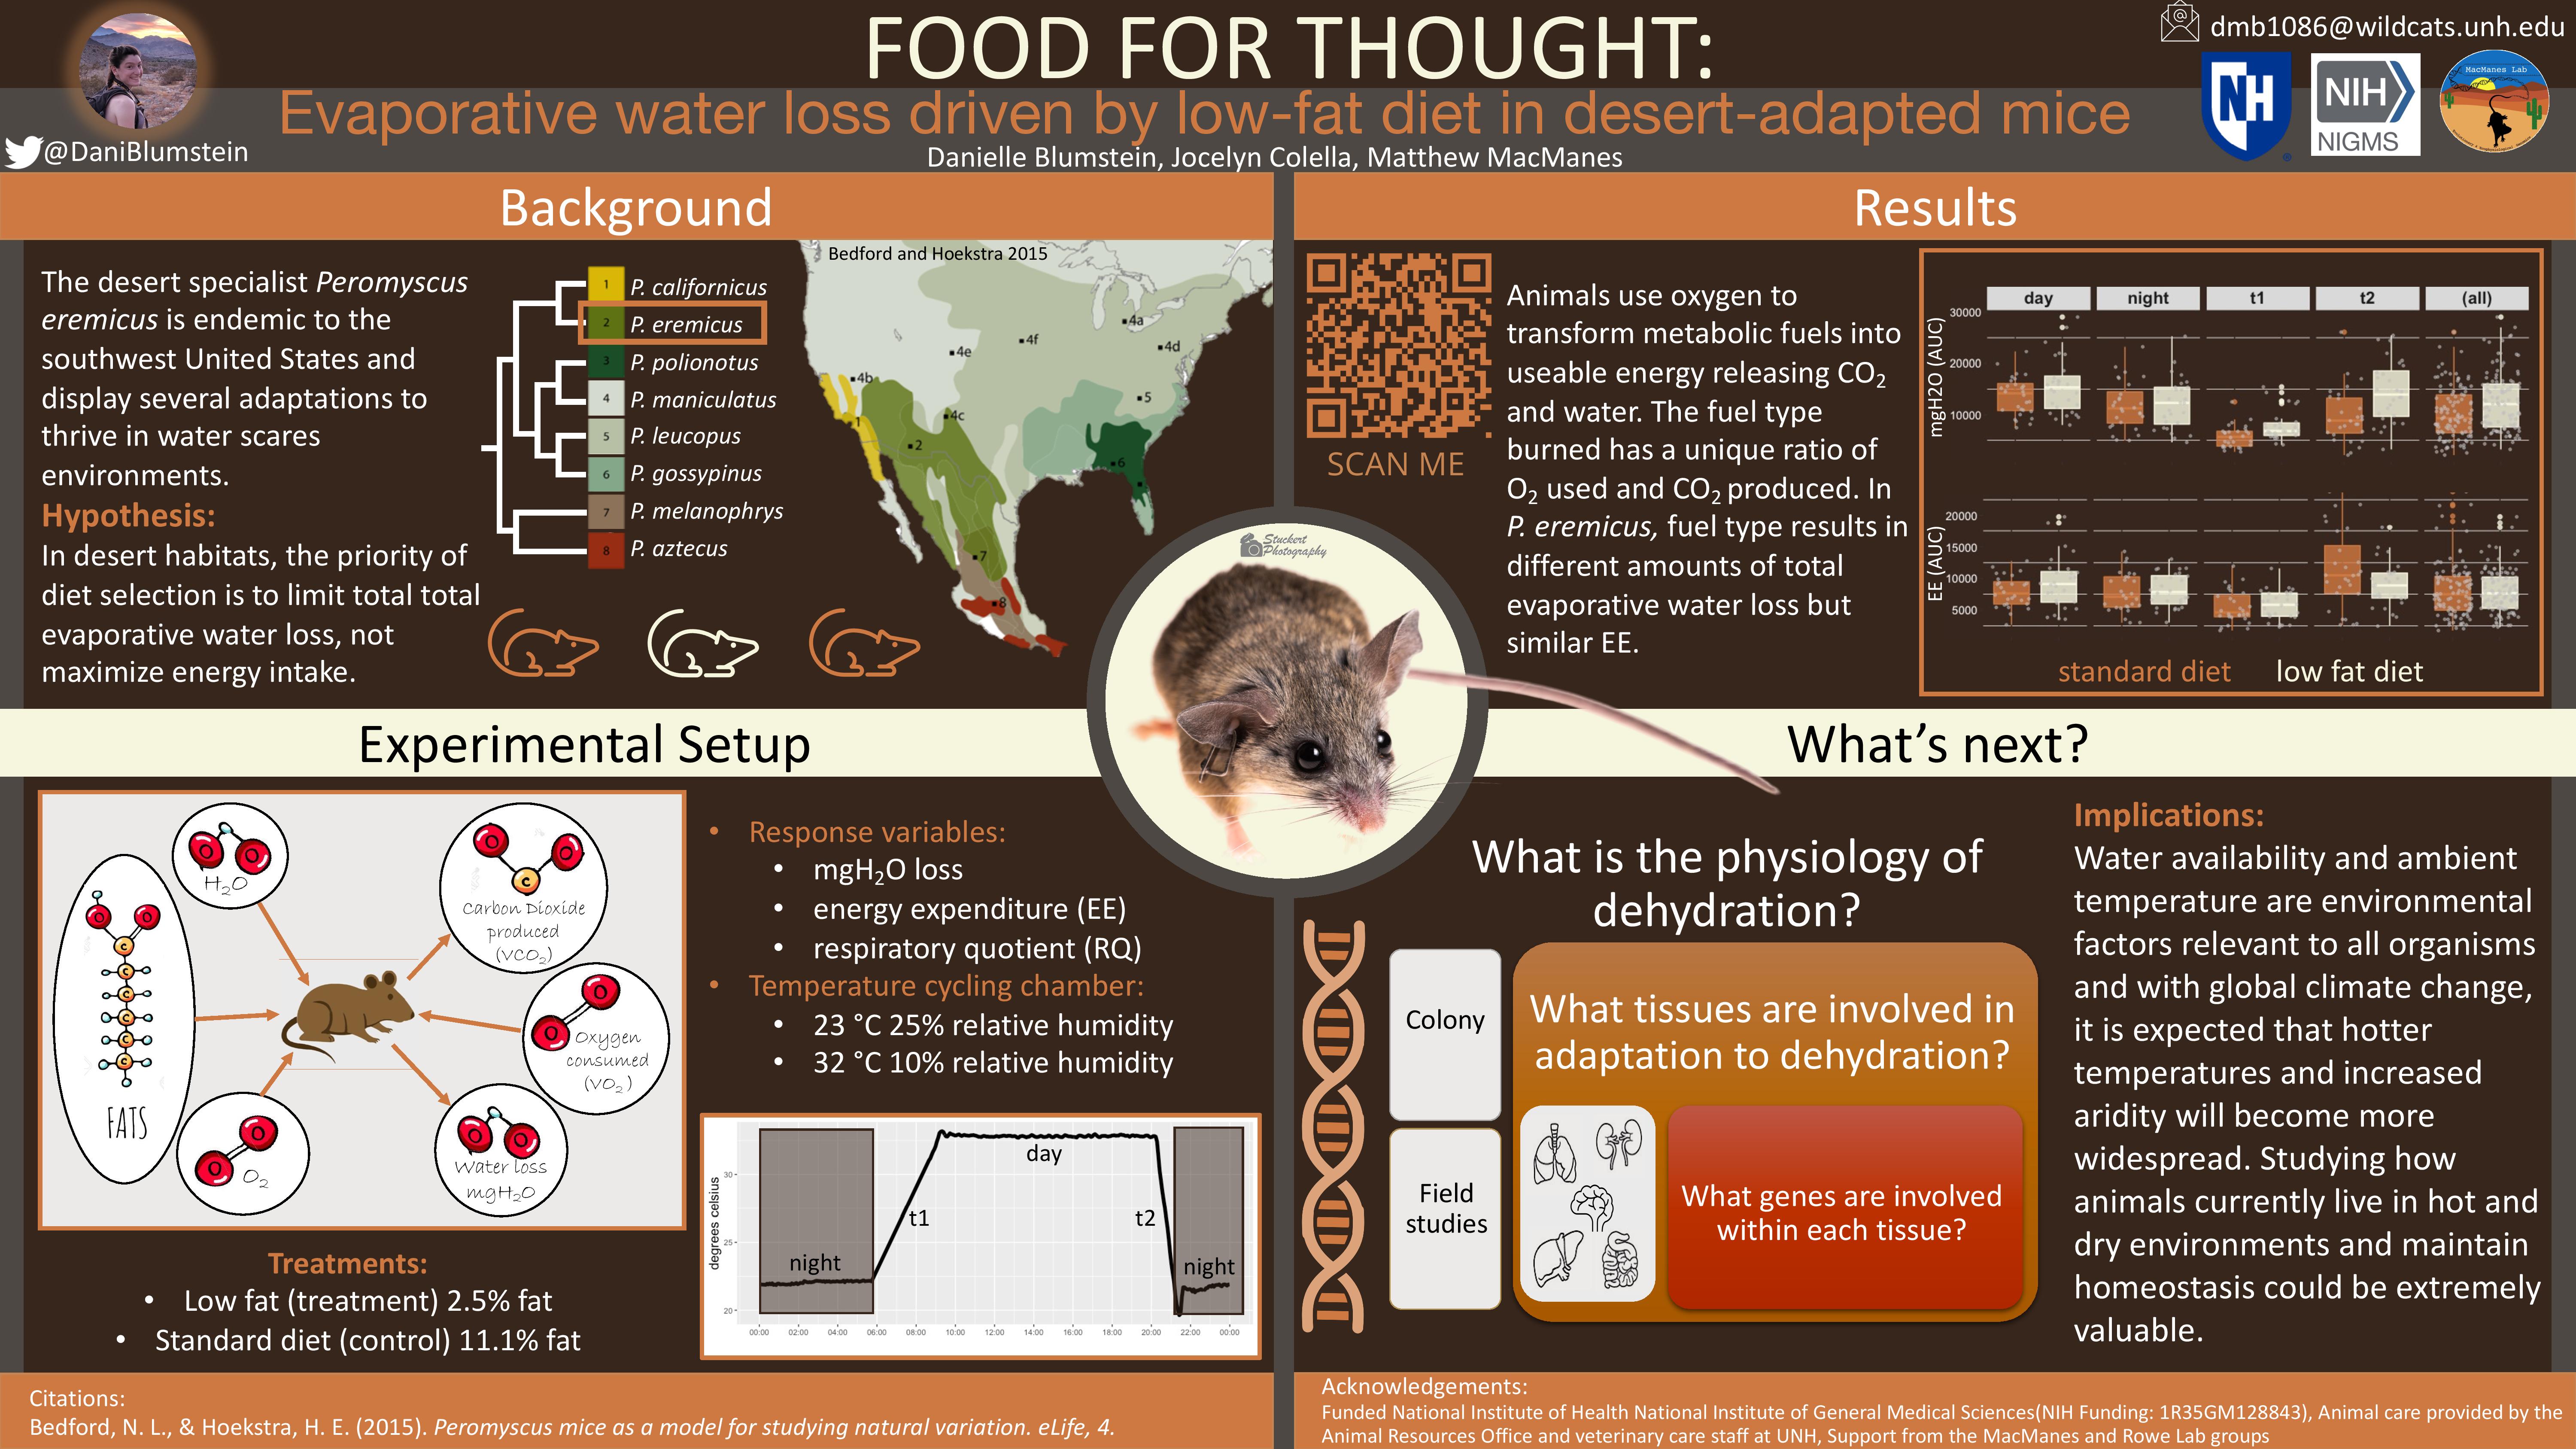 FOOD FOR THOUGHT:
Evaporative water loss driven by low-fat diet in desert-adapted mice
Danielle Blumstein, Jocelyn Colella, Matthew MacManes
@DaniBlumstein
dmb1086@wildcats.unh.edu
NH
NIH
NIGMS
MacManes Lab
Background
The desert specialist Peromyscus
eremicus is endemic to the
southwest United States and
display several adaptations to
thrive in water scares
environments.
Hypothesis:
In desert habitats, the priority of
diet selection is to limit total total
evaporative water loss, not
maximize energy intake.
1 P. californicus
2 P. eremicus
3 P. polionotus
4 P. maniculatus
5 P. leucopus
6 P. gossypinus
7 P. melanophrys
8 P. aztecus
Bedford and Hoekstra 2015
4a
4f
4d
4e
4b
5
4c
1
2
6
7
8
Results
SCAN ME
Animals use oxygen to
transform metabolic fuels into
useable energy releasing CO₂
and water. The fuel type
burned has a unique ratio of
O₂ used and CO₂ produced. In
P. eremicus, fuel type results in
different amounts of total
evaporative water loss but
similar EE.
day night t1 t2 (all)
mgH2O (AUC)
30000
20000
10000
EE (AUC)
20000
15000
10000
5000
standard diet low fat diet
Stuckert
Photography
Experimental Setup
H₂O
Carbon Dioxide
produced
(VCO₂)
Oxygen
consumed
(VO₂)
Water loss
mgH₂O
O₂
FATS
O O
O O
C
O O
C
C
C
C
C
C
O
O
O
O
O O
Treatments:
• Low fat (treatment) 2.5% fat
• Standard diet (control) 11.1% fat
• Response variables:
• mgH₂O loss
• energy expenditure (EE)
• respiratory quotient (RQ)
• Temperature cycling chamber:
• 23 °C 25% relative humidity
• 32 °C 10% relative humidity
degrees celsius
30
25
20
night
t1
day
t2
night
00:00 02:00 04:00 06:00 08:00 10:00 12:00 14:00 16:00 18:00 20:00 22:00 00:00
What's next?
What is the physiology of
dehydration?
Colony
Field
studies
What tissues are involved in
adaptation to dehydration?
What genes are involved
within each tissue?
Implications:
Water availability and ambient
temperature are environmental
factors relevant to all organisms
and with global climate change,
it is expected that hotter
temperatures and increased
aridity will become more
widespread. Studying how
animals currently live in hot and
dry environments and maintain
homeostasis could be extremely
valuable.
Citations:
Bedford, N. L., & Hoekstra, H. E. (2015). Peromyscus mice as a model for studying natural variation. eLife, 4.
Acknowledgements:
Funded National Institute of Health National Institute of General Medical Sciences(NIH Funding: 1R35GM128843), Animal care provided by the
Animal Resources Office and veterinary care staff at UNH, Support from the MacManes and Rowe Lab groups